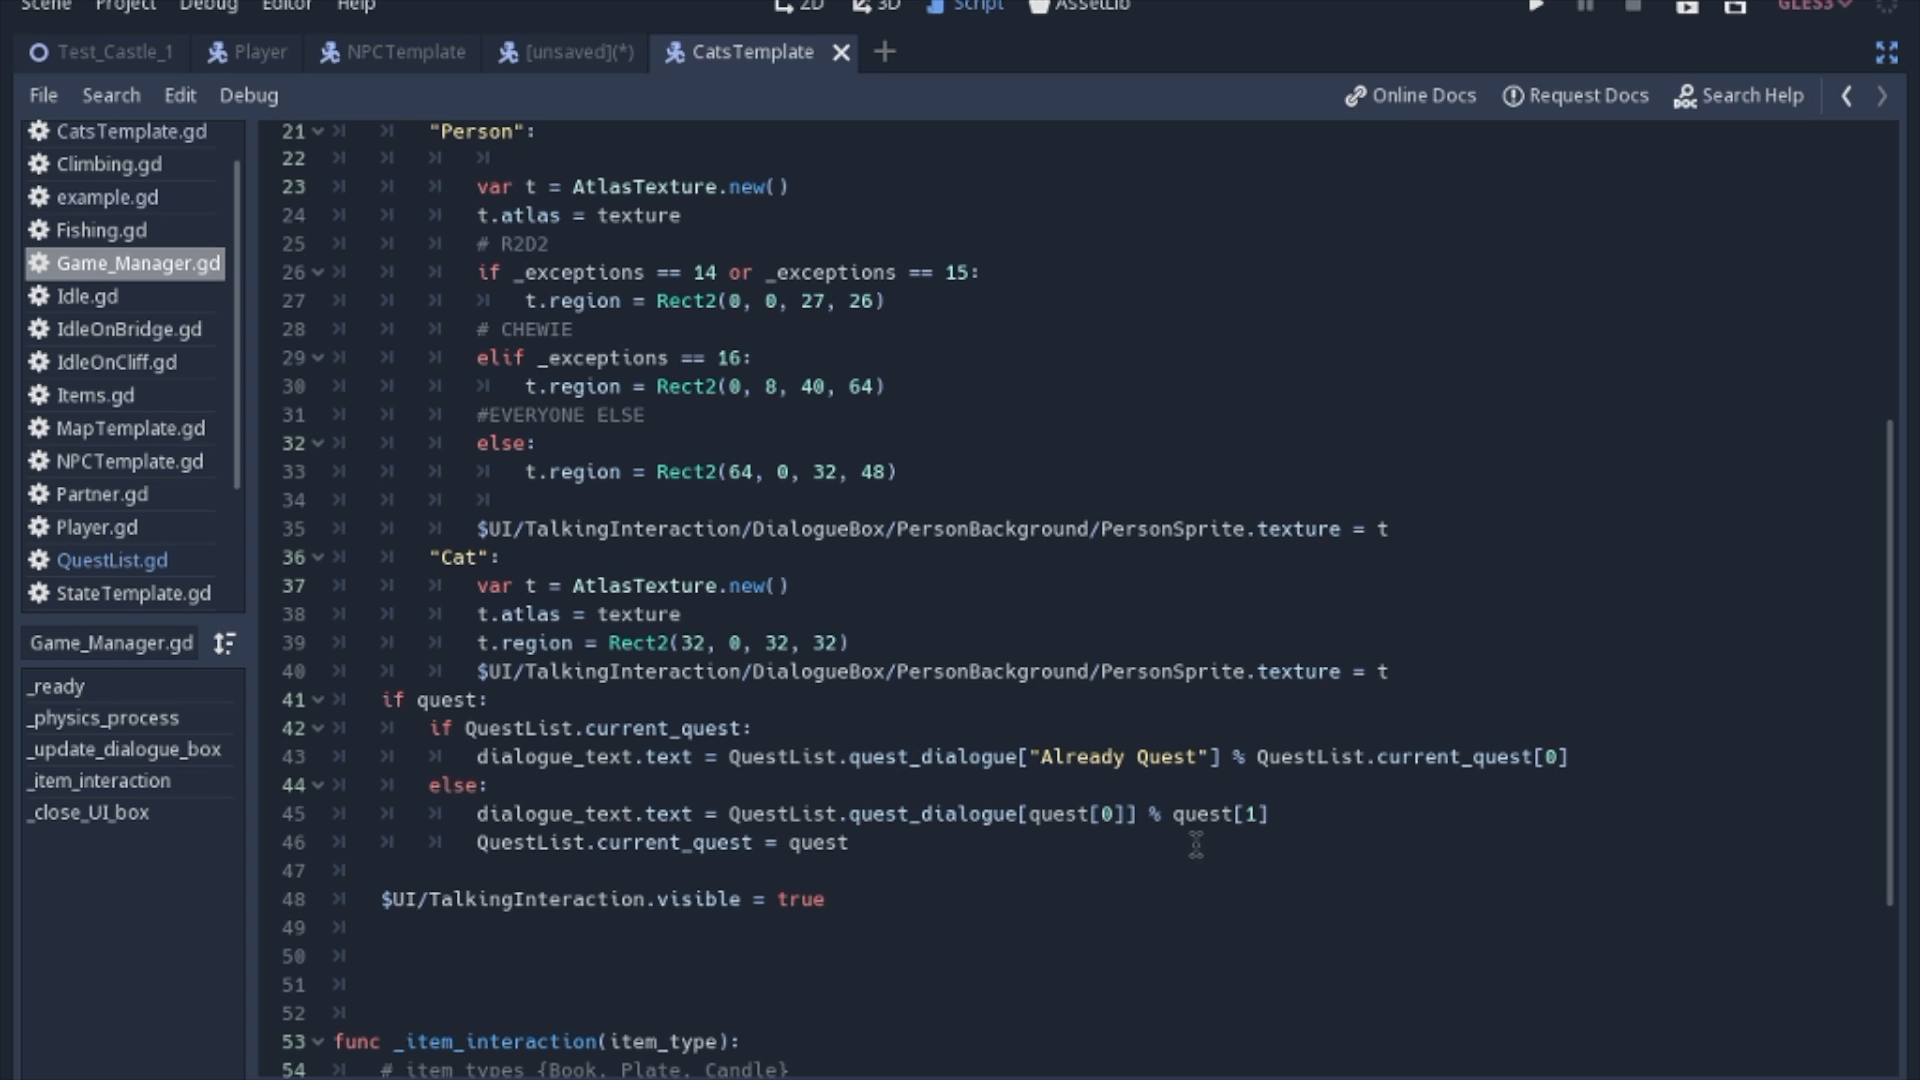 Scene Project Debug Editor Help 2D 3D Script AssetLib GLES3
Test_Castle_1 Player NPCTemplate [unsaved](*) CatsTemplate
File Search Edit Debug Online Docs Request Docs Search Help
CatsTemplate.gd
Climbing.gd
example.gd
Fishing.gd
Game_Manager.gd
Idle.gd
IdleOnBridge.gd
IdleOnCliff.gd
Items.gd
MapTemplate.gd
NPCTemplate.gd
Partner.gd
Player.gd
QuestList.gd
StateTemplate.gd
Game_Manager.gd
_ready
_physics_process
_update_dialogue_box
_item_interaction
_close_UI_box
21 "Person":
22
23 var t = AtlasTexture.new()
24 t.atlas = texture
25 # R2D2
26 if _exceptions == 14 or _exceptions == 15:
27 t.region = Rect2(0, 0, 27, 26)
28 # CHEWIE
29 elif _exceptions == 16:
30 t.region = Rect2(0, 8, 40, 64)
31 #EVERYONE ELSE
32 else:
33 t.region = Rect2(64, 0, 32, 48)
34
35 $UI/TalkingInteraction/DialogueBox/PersonBackground/PersonSprite.texture = t
36 "Cat":
37 var t = AtlasTexture.new()
38 t.atlas = texture
39 t.region = Rect2(32, 0, 32, 32)
40 $UI/TalkingInteraction/DialogueBox/PersonBackground/PersonSprite.texture = t
41 if quest:
42 if QuestList.current_quest:
43 dialogue_text.text = QuestList.quest_dialogue["Already Quest"] % QuestList.current_quest[0]
44 else:
45 dialogue_text.text = QuestList.quest_dialogue[quest[0]] % quest[1]
46 QuestList.current_quest = quest
47
48 $UI/TalkingInteraction.visible = true
49
50
51
52
53 func _item_interaction(item_type):
54 # item types {Book, Plate, Candle}